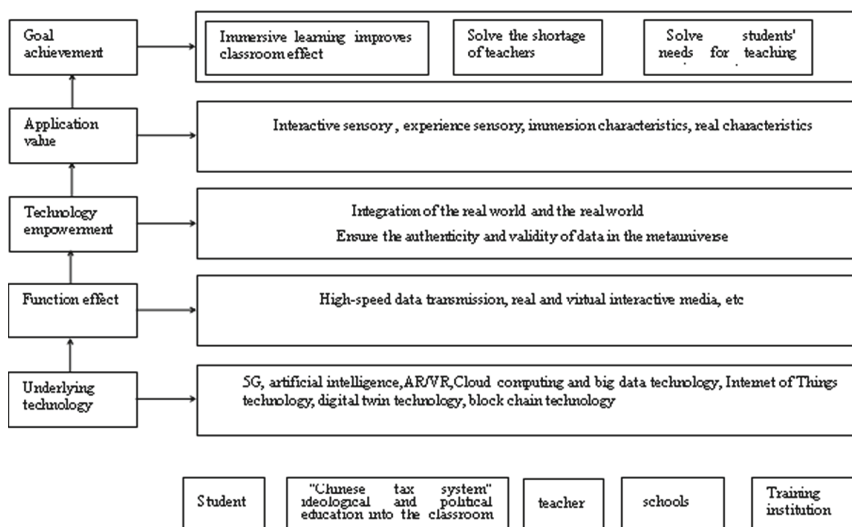 Goal
achievement
Immersive learning improves
classroom effect
Solve the shortage
of teachers
Solve students'
needs for teaching
Application
value
Interactive sensory , experience sensory, immersion characteristics, real characteristics
Technology
empowerment
Integration of the real world and the real world
Ensure the authenticity and validity of data in the metauniverse
Function effect
High-speed data transmission, real and virtual interactive media, etc
Underlying
technology
5G, artificial intelligence,AR/VR,Cloud computing and big data technology, Internet of Things
technology, digital twin technology, block chain technology
Student
"Chinese tax system"
ideological and political
education into the classroom
teacher
schools
Training
institution